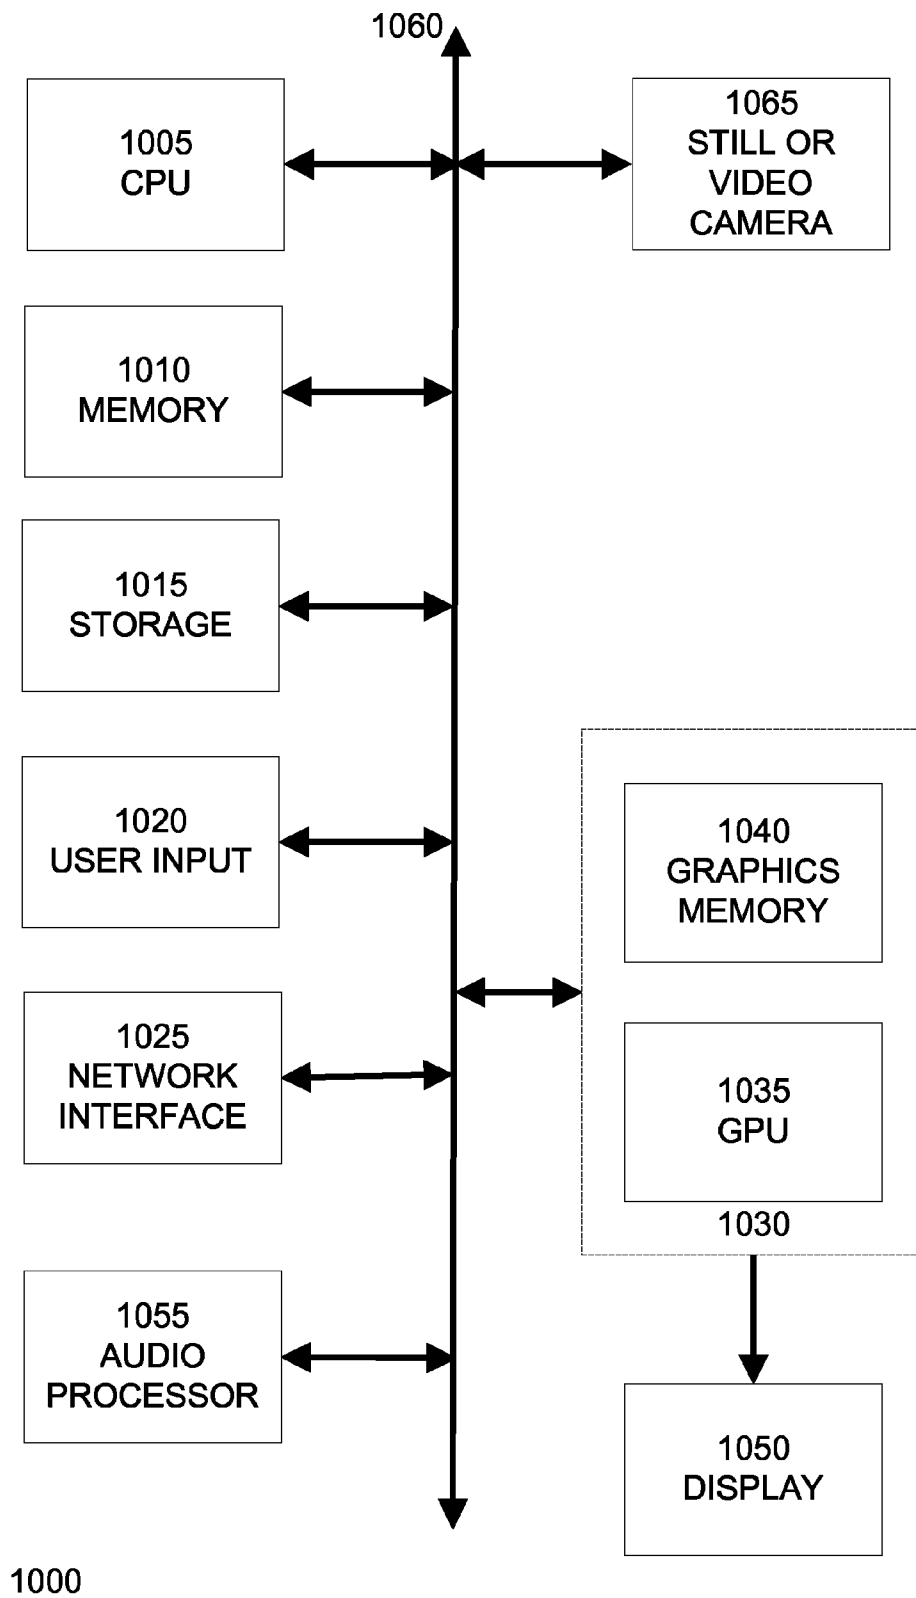 1060
1005
CPU
1065
STILL OR
VIDEO
CAMERA
1010
MEMORY
1015
STORAGE
1020
USER INPUT
1040
GRAPHICS
MEMORY
1025
NETWORK
INTERFACE
1035
GPU
1030
1055
AUDIO
PROCESSOR
1050
DISPLAY
1000